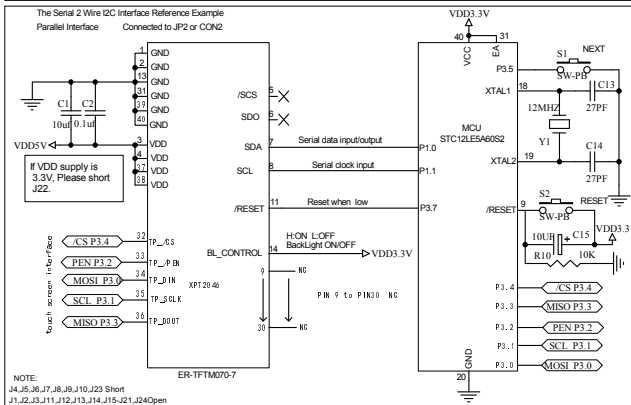 The Serial 2 Wire I2C Interface Reference Example
Parallel Interface Connected to JP2 or CON2
1 GND
2 GND
13 GND
31 GND
39 GND
40 GND
C1 C2
10uf 0.1uf
VDD5V
3 VDD
4 VDD
37 VDD
38 VDD
If VDD supply is
3.3V, Please short
J22.
/SCS 5
SDO 6
SDA 7
SCL 8
/RESET 11
BL_CONTROL 14
Serial data input/output
Serial clock input
Reset when low
H:ON L:OFF
BackLight ON/OFF
VDD3.3V
9 NC
PIN 9 to PIN30 NC
30 NC
touch screen interface
/CS P3.4 32 TP_/CS
PEN P3.2 33 TP_/PEN
MOSI P3.0 34 TP_DIN
SCL P3.1 35 TP_SCLK
MISO P3.3 36 TP_DOUT
XPT2046
ER-TFTM070-7
VDD3.3V
40 31
VCC
EA
P1.0
P1.1
P3.7
MCU
STC12LE5A60S2
P3.5
XTAL1 18
XTAL2 19
/RESET 9
S1 NEXT
SW-PB
C13
27PF
12MHZ
Y1
C14
27PF
S2 RESET
SW-PB
10UF + C15
VDD3.3
R10 10K
P3.4 /CS P3.4
P3.3 MISO P3.3
P3.2 PEN P3.2
P3.1 SCL P3.1
P3.0 MOSI P3.0
GND
20
NOTE:
J4,J5,J6,J7,J8,J9,J10,J23 Short
J1,J2,J3,J11,J12,J13,J14,J15-J21,J24Open